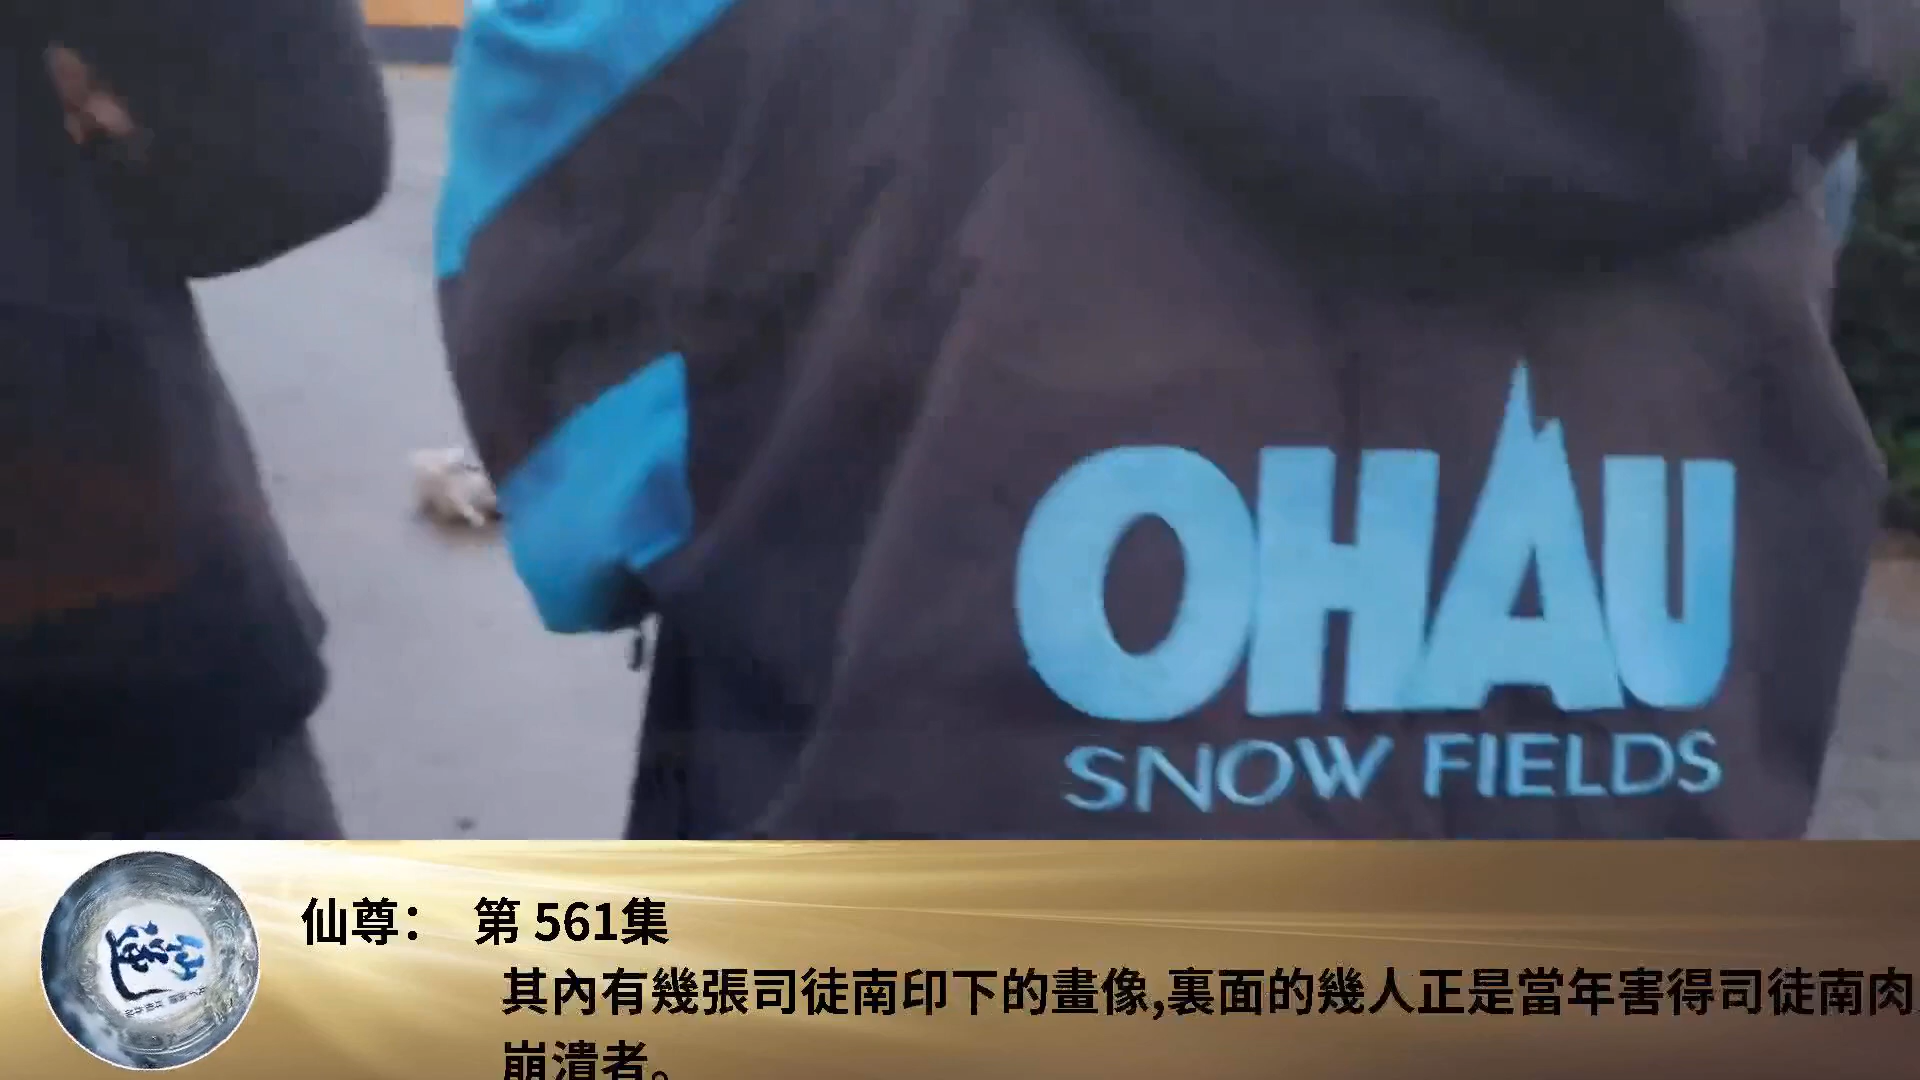 OHAU
SNOW FIELDS
仙尊： 第 561集
其內有幾張司徒南印下的畫像,裏面的幾人正是當年害得司徒南肉
崩潰者。